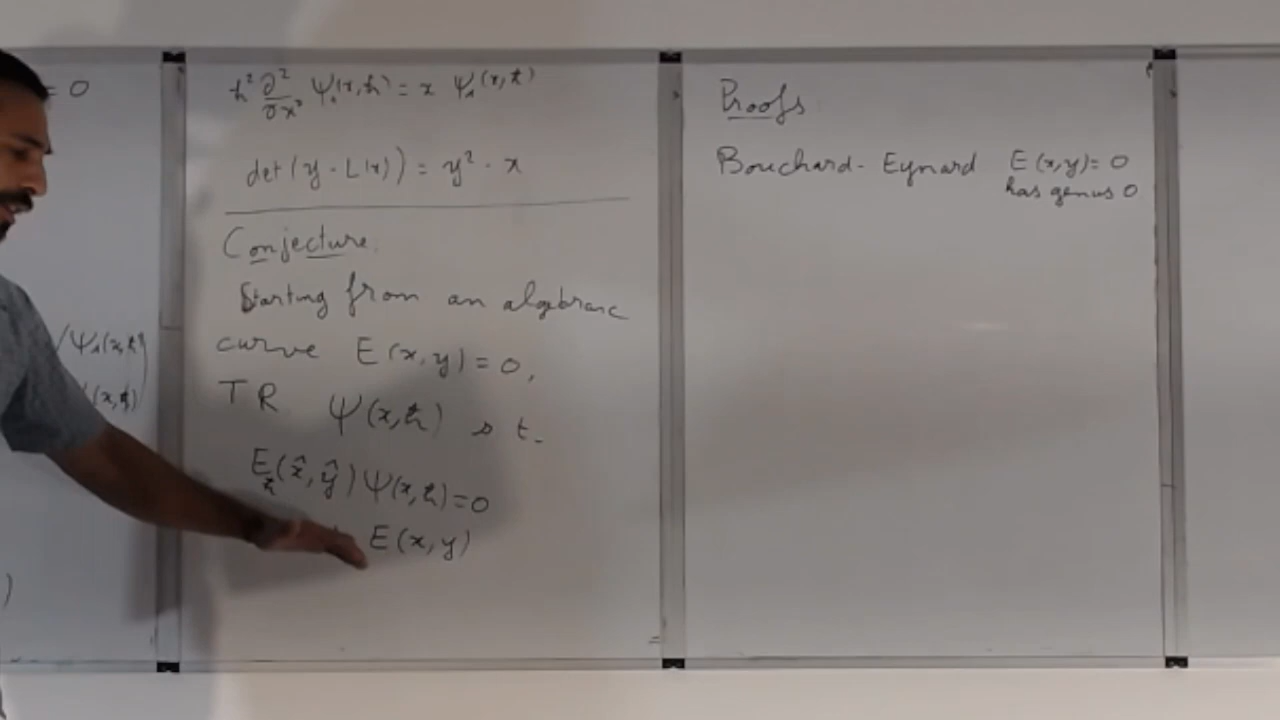 = 0
/Ψ₁(x,ħ)
(x,ħ)
)
ħ² ∂²/∂x² Ψ₁(x,ħ) = x Ψ₁(x,ħ)
det(y - L(x)) = y² - x
Conjecture.
Starting from an algebraic
curve E(x,y)=0,
TR Ψ(x,ħ) s t.
E_ħ(x̂,ŷ)Ψ(x,ħ)=0
E(x,y)
Proofs
Bouchard- Eynard E(x,y)= 0
has genus 0